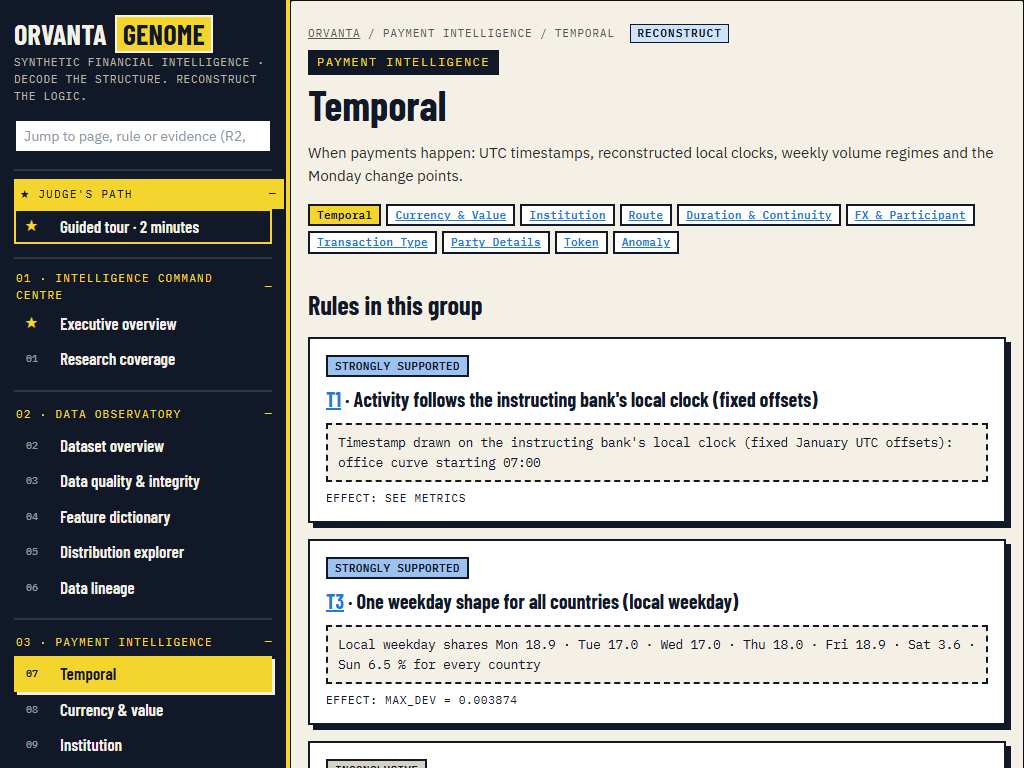 ORVANTA GENOME
SYNTHETIC FINANCIAL INTELLIGENCE ·
DECODE THE STRUCTURE. RECONSTRUCT
THE LOGIC.
Jump to page, rule or evidence (R2,
★ JUDGE'S PATH —
★ Guided tour · 2 minutes
01 · INTELLIGENCE COMMAND
CENTRE —
★ Executive overview
01 Research coverage
02 · DATA OBSERVATORY —
02 Dataset overview
03 Data quality & integrity
04 Feature dictionary
05 Distribution explorer
06 Data lineage
03 · PAYMENT INTELLIGENCE —
07 Temporal
08 Currency & value
09 Institution
ORVANTA / PAYMENT INTELLIGENCE / TEMPORAL RECONSTRUCT
PAYMENT INTELLIGENCE
Temporal
When payments happen: UTC timestamps, reconstructed local clocks, weekly volume regimes and the
Monday change points.
Temporal Currency & Value Institution Route Duration & Continuity FX & Participant
Transaction Type Party Details Token Anomaly
Rules in this group
STRONGLY SUPPORTED
T1 · Activity follows the instructing bank's local clock (fixed offsets)
Timestamp drawn on the instructing bank's local clock (fixed January UTC offsets):
office curve starting 07:00
EFFECT: SEE METRICS
STRONGLY SUPPORTED
T3 · One weekday shape for all countries (local weekday)
Local weekday shares Mon 18.9 · Tue 17.0 · Wed 17.0 · Thu 18.0 · Fri 18.9 · Sat 3.6 ·
Sun 6.5 % for every country
EFFECT: MAX_DEV = 0.003874
INCONCLUSIVE